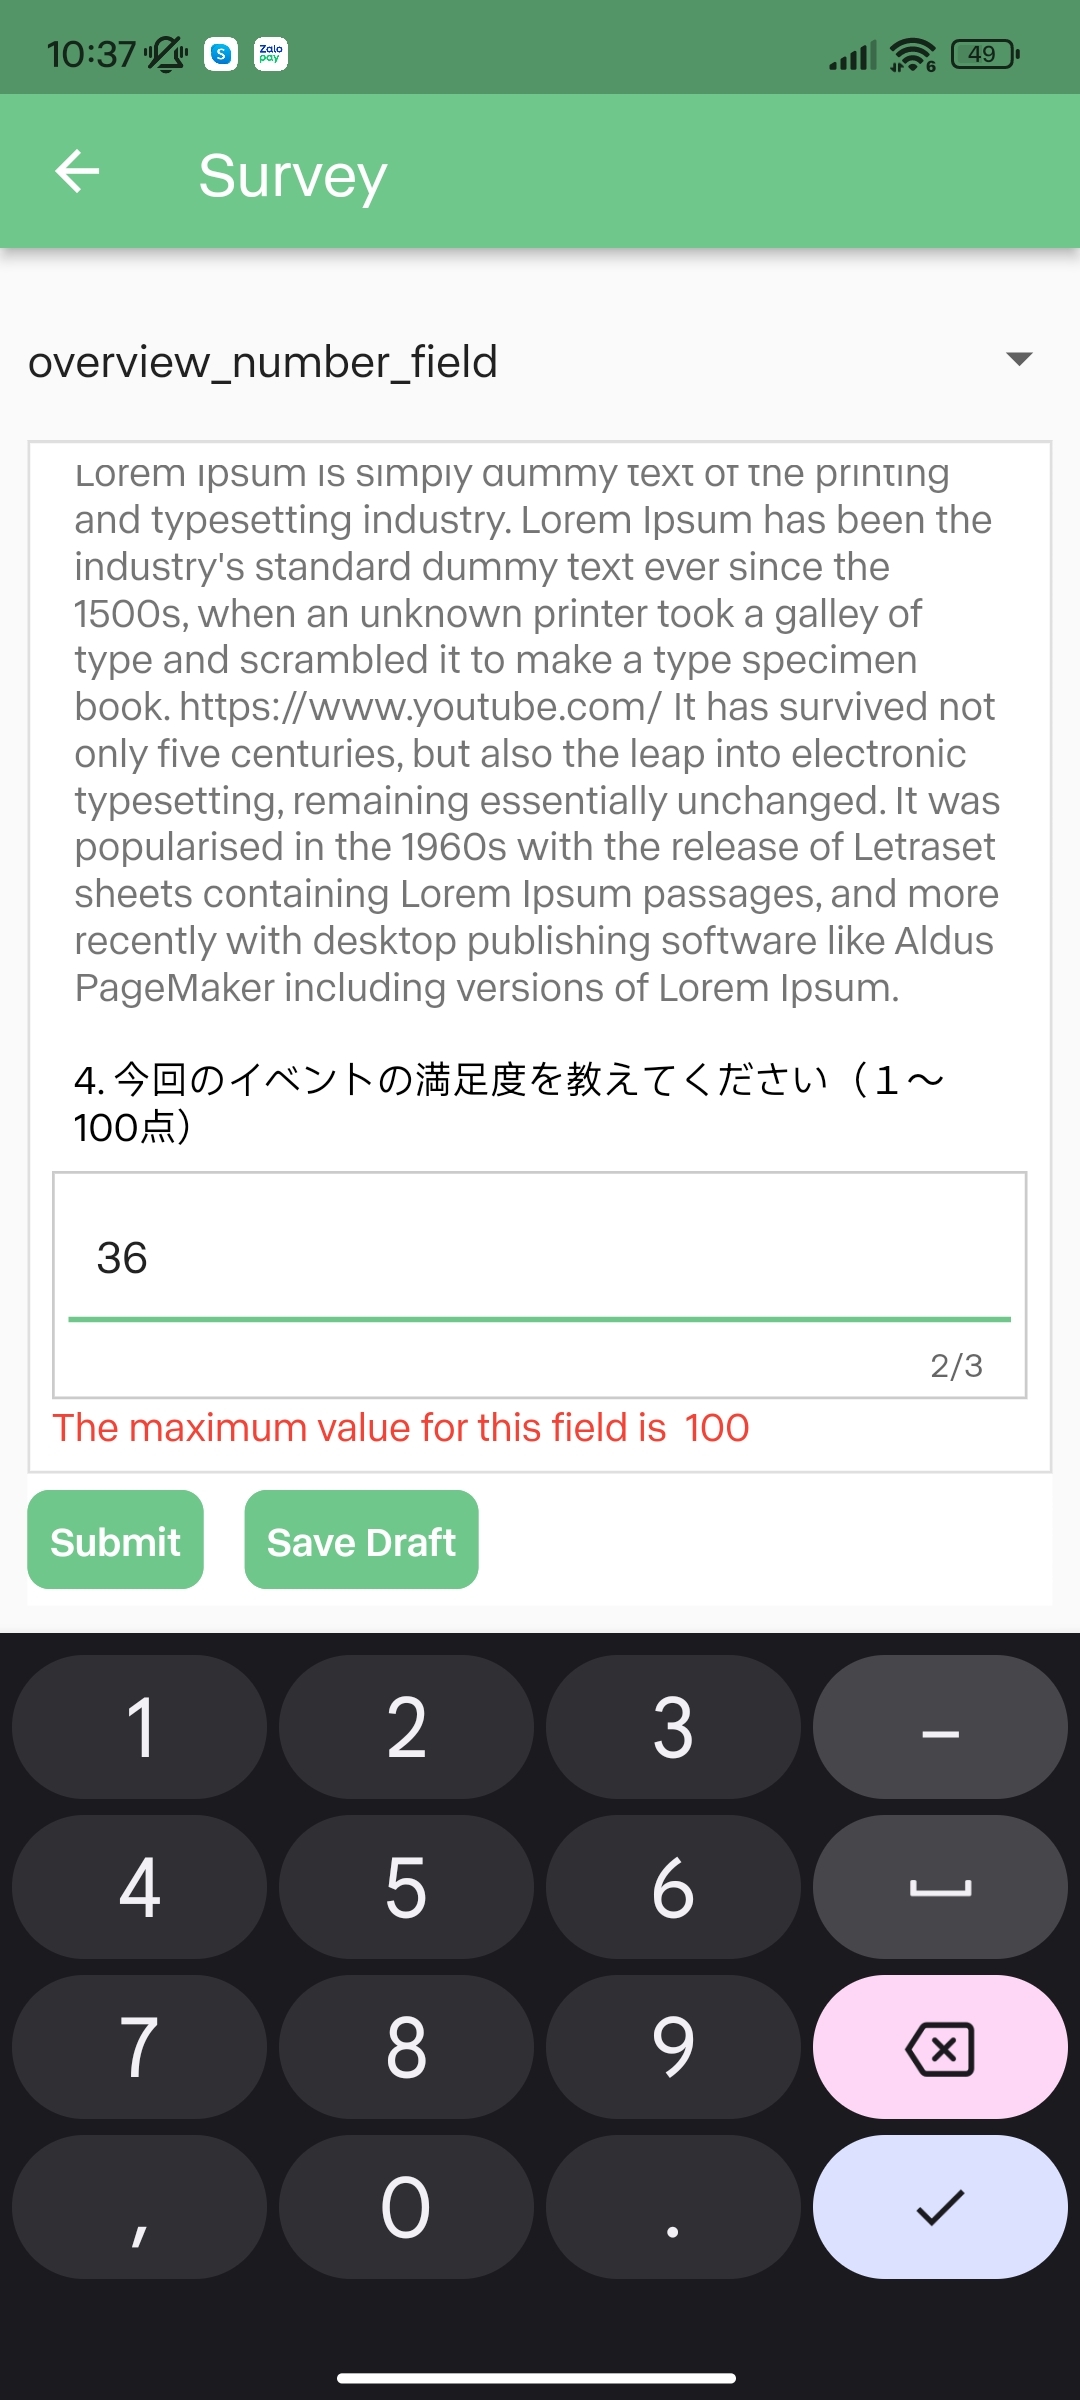 10:37
S
Zalo
pay
6
49
Survey
overview_number_field
Lorem Ipsum is simply dummy text of the printing
and typesetting industry. Lorem Ipsum has been the
industry's standard dummy text ever since the
1500s, when an unknown printer took a galley of
type and scrambled it to make a type specimen
book. https://www.youtube.com/ It has survived not
only five centuries, but also the leap into electronic
typesetting, remaining essentially unchanged. It was
popularised in the 1960s with the release of Letraset
sheets containing Lorem Ipsum passages, and more
recently with desktop publishing software like Aldus
PageMaker including versions of Lorem Ipsum.
4. 今回のイベントの満足度を教えてください（１〜
100点）
36
2/3
The maximum value for this field is  100
Submit
Save Draft
1 2 3 –
4 5 6
7 8 9
, 0 .